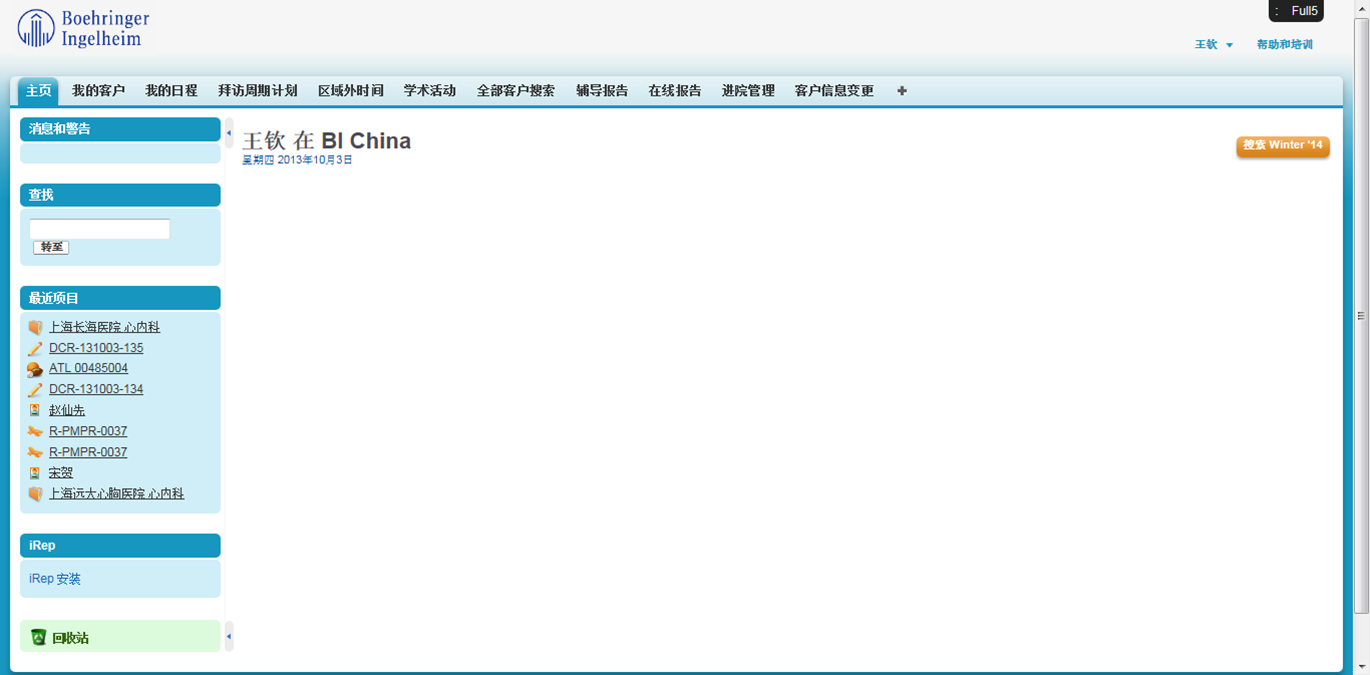 Boehringer
Ingelheim
: Full5
王钦 帮助和培训
主页 我的客户 我的日程 拜访周期计划 区域外时间 学术活动 全部客户搜索 辅导报告 在线报告 进院管理 客户信息变更 +
消息和警告
王钦 在 BI China
星期四 2013年10月3日
搜索 Winter '14
查找
转至
最近项目
上海长海医院 心内科
DCR-131003-135
ATL 00485004
DCR-131003-134
赵仙先
R-PMPR-0037
R-PMPR-0037
宋贺
上海远大心胸医院 心内科
iRep
iRep 安装
回收站